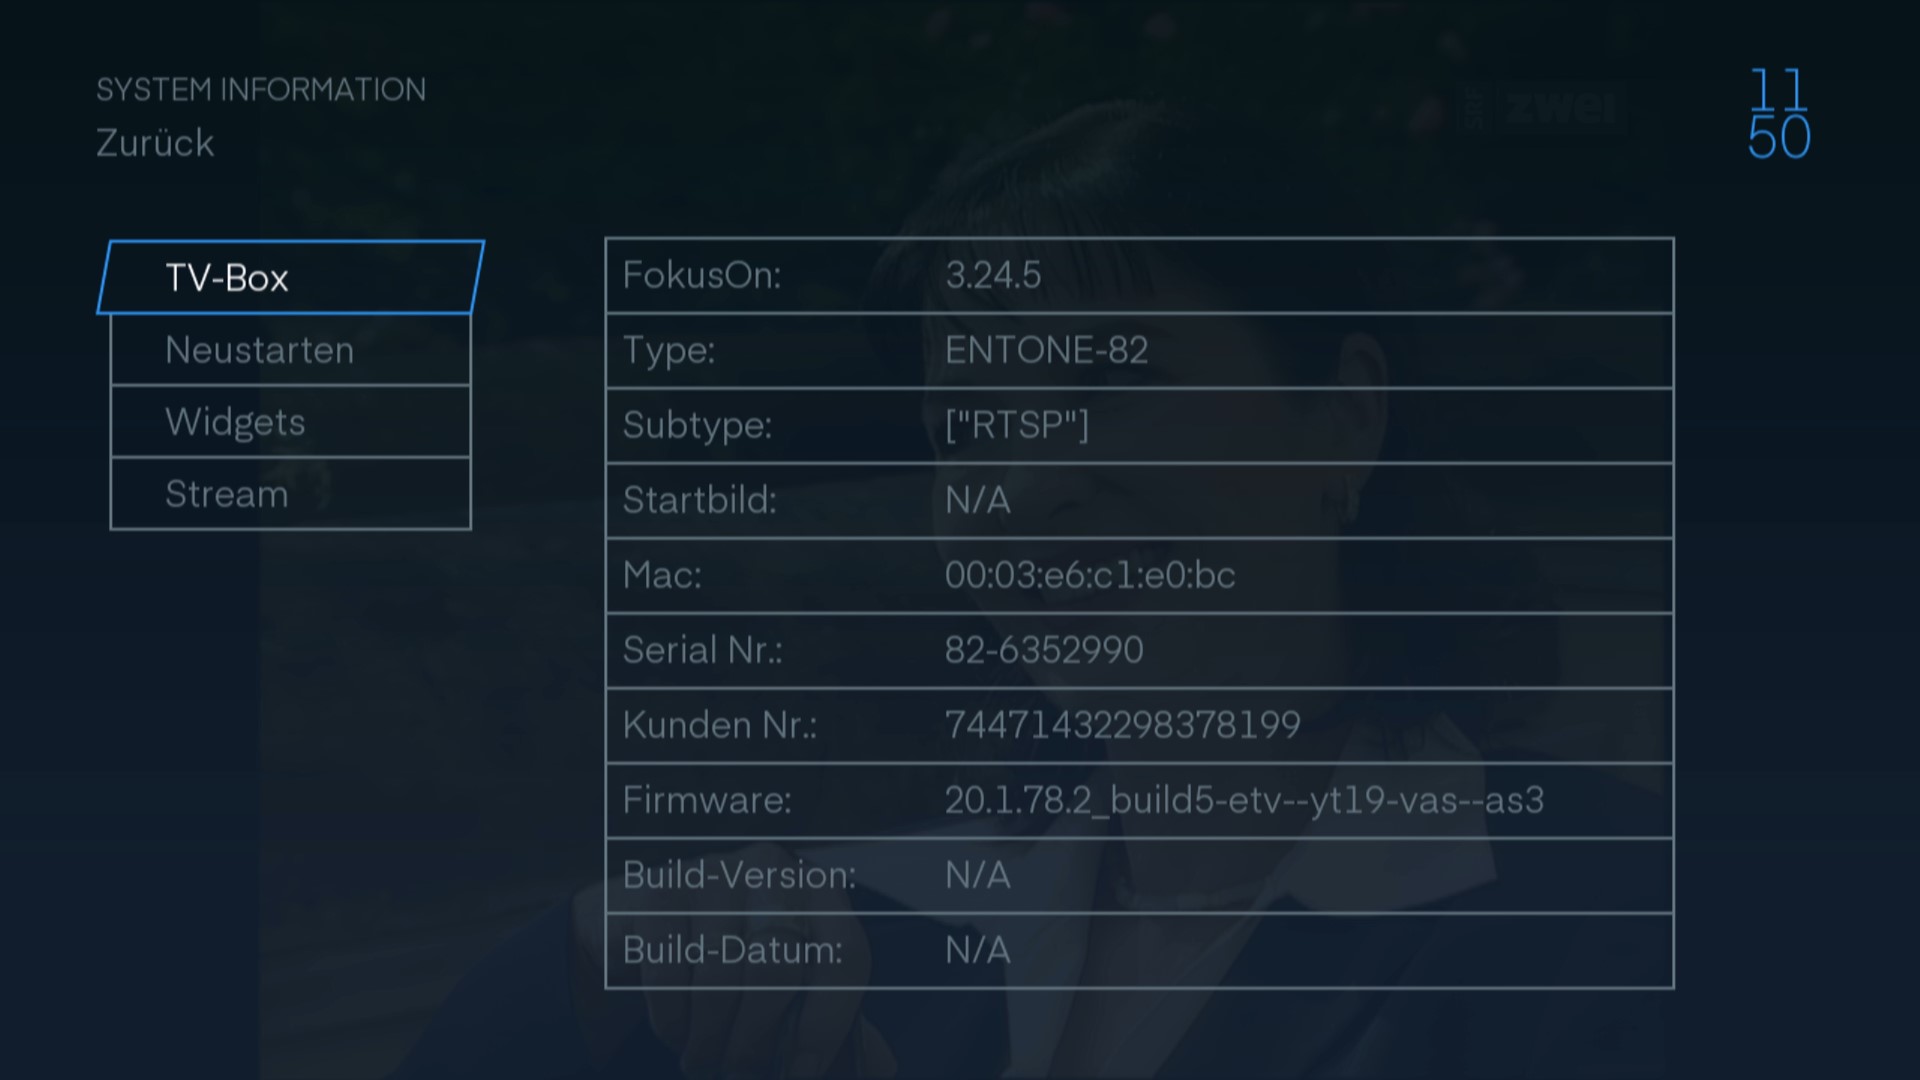 SYSTEM INFORMATION
Zurück
SRF zwei
11
50
TV-Box
Neustarten
Widgets
Stream
FokusOn: 3.24.5
Type: ENTONE-82
Subtype: ["RTSP"]
Startbild: N/A
Mac: 00:03:e6:c1:e0:bc
Serial Nr.: 82-6352990
Kunden Nr.: 74471432298378199
Firmware: 20.1.78.2_build5-etv--yt19-vas--as3
Build-Version: N/A
Build-Datum: N/A